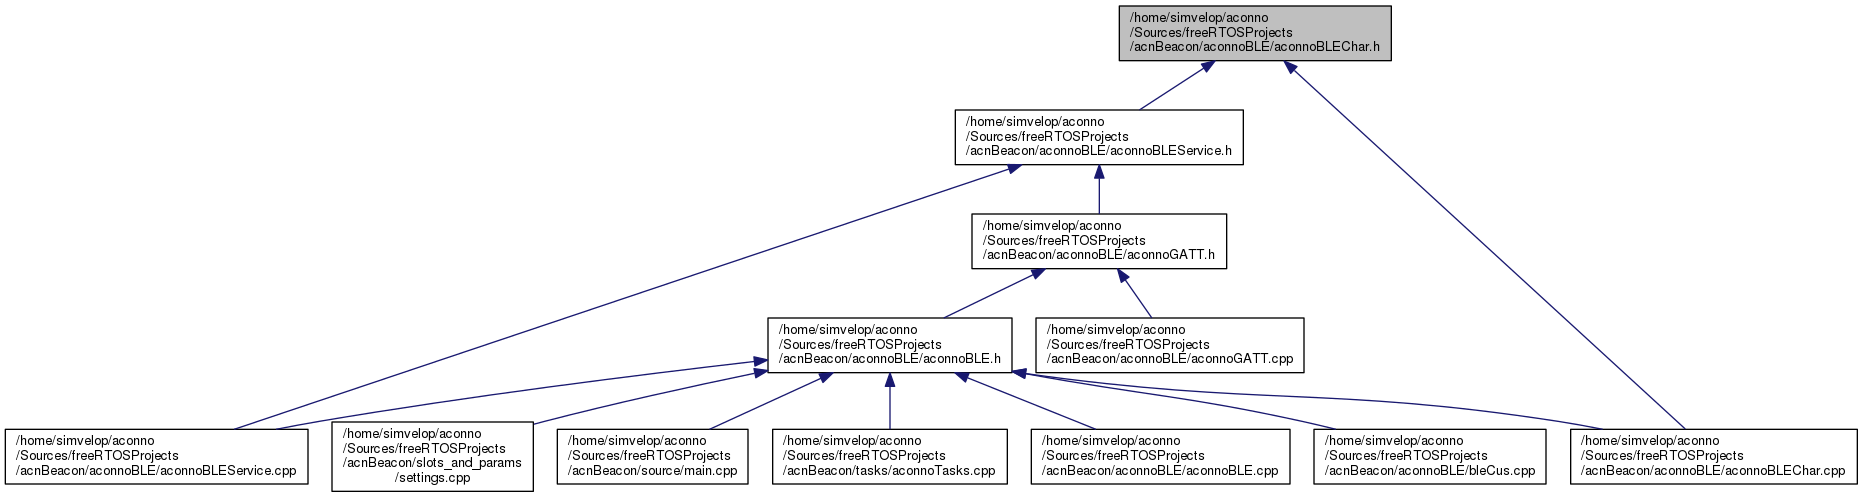 /home/simvelop/aconno
/Sources/freeRTOSProjects
/acnBeacon/aconnoBLE/aconnoBLEChar.h
/home/simvelop/aconno
/Sources/freeRTOSProjects
/acnBeacon/aconnoBLE/aconnoBLEService.h
/home/simvelop/aconno
/Sources/freeRTOSProjects
/acnBeacon/aconnoBLE/aconnoGATT.h
/home/simvelop/aconno
/Sources/freeRTOSProjects
/acnBeacon/aconnoBLE/aconnoBLE.h
/home/simvelop/aconno
/Sources/freeRTOSProjects
/acnBeacon/aconnoBLE/aconnoGATT.cpp
/home/simvelop/aconno
/Sources/freeRTOSProjects
/acnBeacon/aconnoBLE/aconnoBLEService.cpp
/home/simvelop/aconno
/Sources/freeRTOSProjects
/acnBeacon/slots_and_params
/settings.cpp
/home/simvelop/aconno
/Sources/freeRTOSProjects
/acnBeacon/source/main.cpp
/home/simvelop/aconno
/Sources/freeRTOSProjects
/acnBeacon/tasks/aconnoTasks.cpp
/home/simvelop/aconno
/Sources/freeRTOSProjects
/acnBeacon/aconnoBLE/aconnoBLE.cpp
/home/simvelop/aconno
/Sources/freeRTOSProjects
/acnBeacon/aconnoBLE/bleCus.cpp
/home/simvelop/aconno
/Sources/freeRTOSProjects
/acnBeacon/aconnoBLE/aconnoBLEChar.cpp